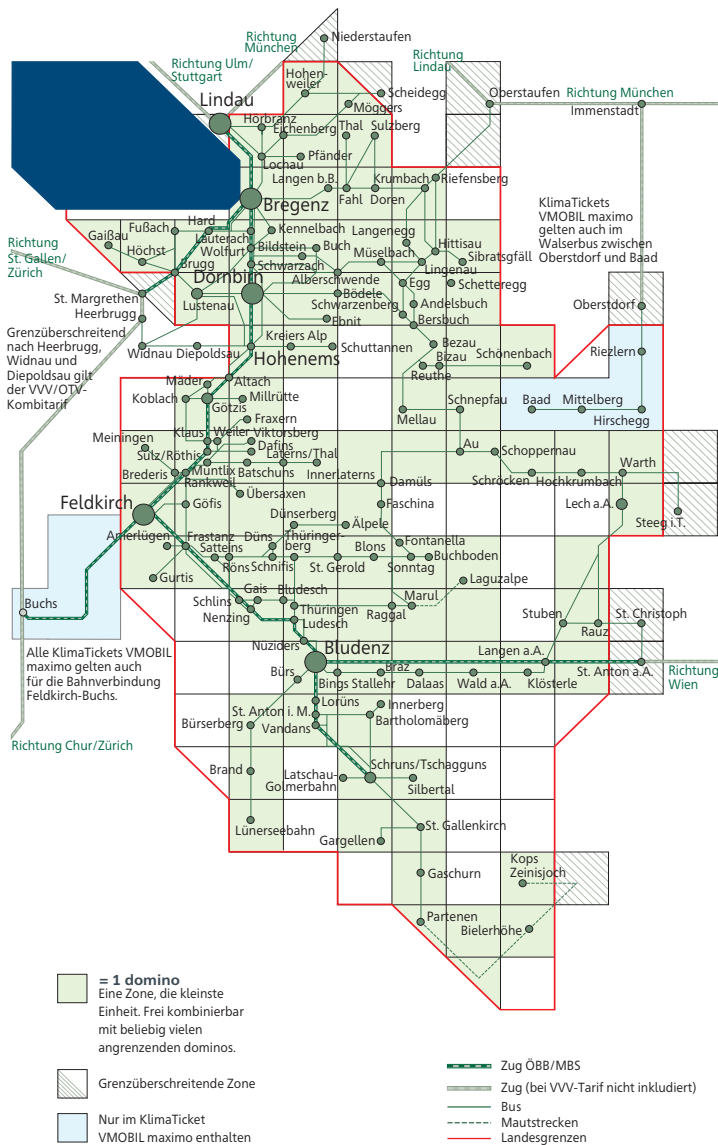 Richtung
München
Niederstaufen
Richtung Ulm/
Stuttgart
Richtung
Lindau
Hohen-
weiler
Scheidegg
Oberstaufen
Richtung München
Lindau
Möggers
Immenstadt
Hörbranz
Eichenberg
Thal
Sulzberg
Lochau
Pfänder
Langen b.B.
Krumbach
Riefensberg
Bregenz
Fahl
Doren
KlimaTickets
VMOBIL maximo
gelten auch im
Walserbus zwischen
Oberstdorf und Baad
Hard
Fußach
Gaißau
Höchst
Lauterach
Kennelbach
Langenegg
Wolfurt
Bildstein
Buch
Müselbach
Hittisau
Sibratsgfäll
Lingenau
Richtung
St. Gallen/
Zürich
Brugg
Schwarzach
Dornbirn
Alberschwende
Egg
Schetteregg
St. Margrethen
Heerbrugg
Lustenau
Bödele
Schwarzenberg
Andelsbuch
Oberstdorf
Ebnit
Bersbuch
Grenzüberschreitend
nach Heerbrugg,
Widnau und
Diepoldsau gilt
der VVV/OTV-
Kombitarif
Widnau
Diepoldsau
Kreiers Alp
Hohenems
Schuttannen
Bezau
Bizau
Reuthe
Schönenbach
Riezlern
Mäder
Altach
Koblach
Götzis
Millrütte
Mellau
Schnepfau
Baad
Mittelberg
Hirschegg
Fraxern
Klaus
Weiler
Viktorsberg
Meiningen
Sulz/Röthis
Dafins
Au
Schoppernau
Laterns/Thal
Brederis
Muntlix
Rankweil
Batschuns
Innerlaterns
Damüls
Schröcken
Hochkrumbach
Warth
Übersaxen
Feldkirch
Göfis
Faschina
Lech a.A.
Steeg i.T.
Dünserberg
Älpele
Amerlügen
Frastanz
Düns
Thüringer-
berg
Fontanella
Satteins
Röns
Schnifis
St. Gerold
Blons
Sonntag
Buchboden
Gurtis
Laguzalpe
Gais
Bludesch
Marul
Buchs
Schlins
Thüringen
Raggal
Nenzing
Ludesch
Stuben
Rauz
St. Christoph
Nüziders
Bludenz
Langen a.A.
Alle KlimaTickets VMOBIL
maximo gelten auch
für die Bahnverbindung
Feldkirch-Buchs.
Bürs
Braz
Bings
Stallehr
Dalaas
Wald a.A.
Klösterle
St. Anton a.A.
Richtung
Wien
Lorüns
Innerberg
St. Anton i. M.
Bartholomäberg
Bürserberg
Vandans
Richtung Chur/Zürich
Schruns/Tschagguns
Brand
Latschau-
Golmerbahn
Silbertal
Lünerseebahn
St. Gallenkirch
Gargellen
Kops
Zeinisjoch
Gaschurn
Partenen
Bielerhöhe
= 1 domino
Eine Zone, die kleinste
Einheit. Frei kombinierbar
mit beliebig vielen
angrenzenden dominos.
Grenzüberschreitende Zone
Nur im KlimaTicket
VMOBIL maximo enthalten
Zug ÖBB/MBS
Zug (bei VVV-Tarif nicht inkludiert)
Bus
Mautstrecken
Landesgrenzen